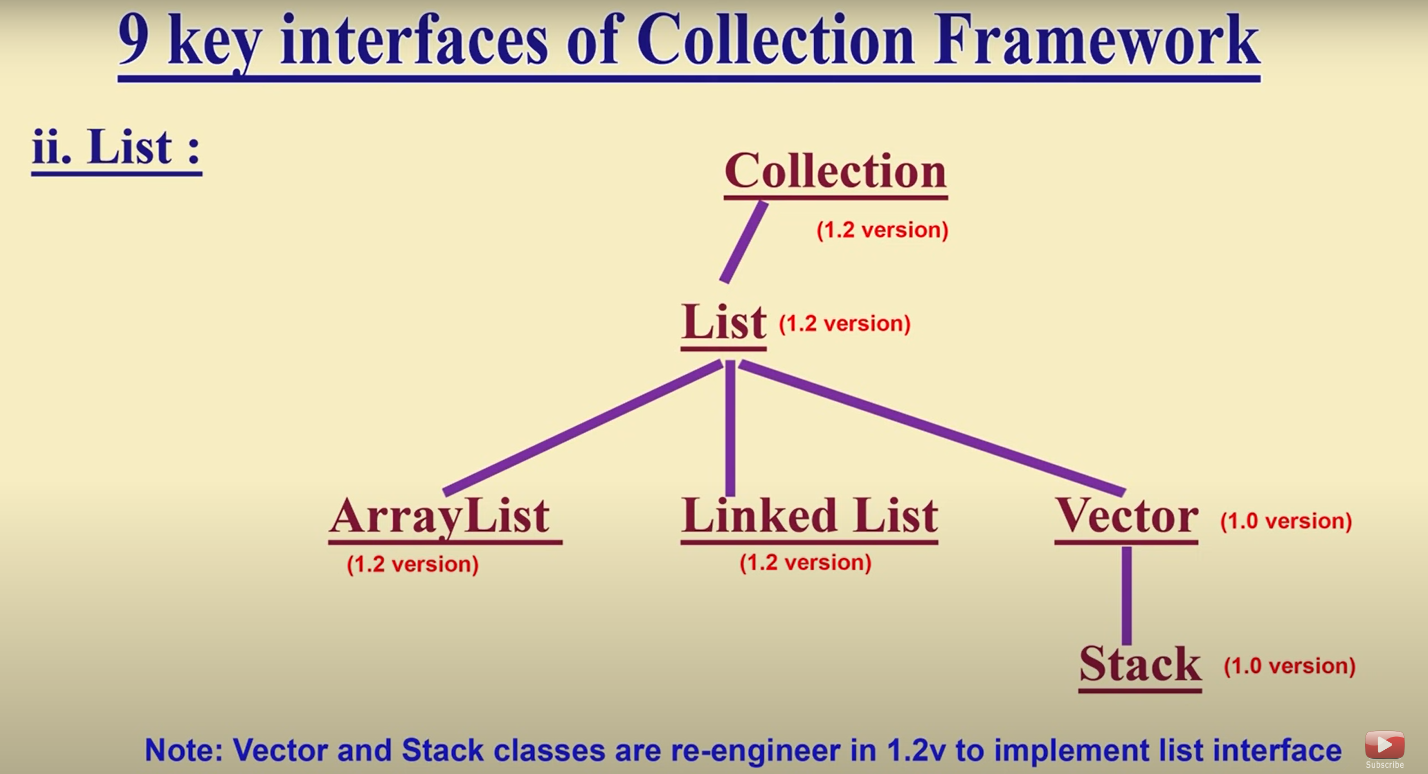 9 key interfaces of Collection Framework
ii. List :
Collection
(1.2 version)
List (1.2 version)
ArrayList Linked List Vector (1.0 version)
(1.2 version) (1.2 version)
Stack (1.0 version)
Note: Vector and Stack classes are re-engineer in 1.2v to implement list interface
Subscribe